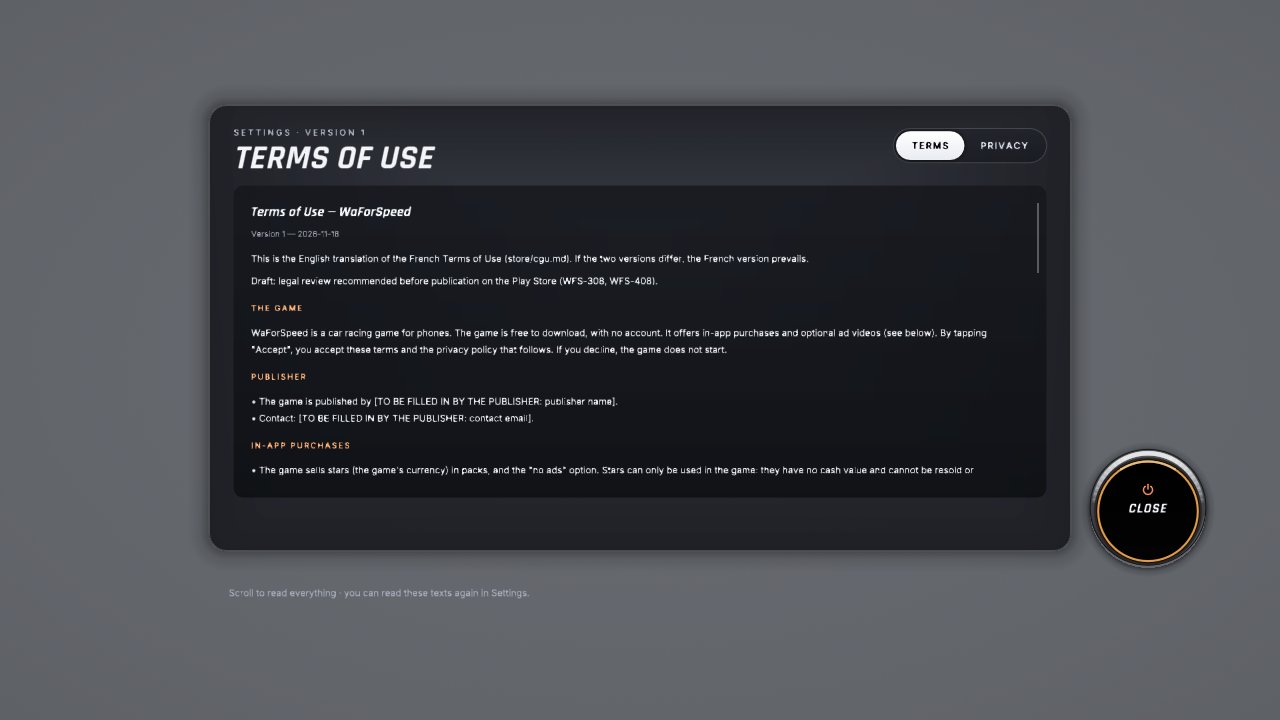 SETTINGS · VERSION 1
TERMS OF USE
TERMS
PRIVACY
Terms of Use — WaForSpeed
Version 1 — 2026-11-18
This is the English translation of the French Terms of Use (store/cgu.md). If the two versions differ, the French version prevails.
Draft: legal review recommended before publication on the Play Store (WFS-308, WFS-408).
THE GAME
WaForSpeed is a car racing game for phones. The game is free to download, with no account. It offers in-app purchases and optional ad videos (see below). By tapping
"Accept", you accept these terms and the privacy policy that follows. If you decline, the game does not start.
PUBLISHER
• The game is published by [TO BE FILLED IN BY THE PUBLISHER: publisher name].
• Contact: [TO BE FILLED IN BY THE PUBLISHER: contact email].
IN-APP PURCHASES
• The game sells stars (the game's currency) in packs, and the "no ads" option. Stars can only be used in the game: they have no cash value and cannot be resold or
CLOSE
Scroll to read everything · you can read these texts again in Settings.